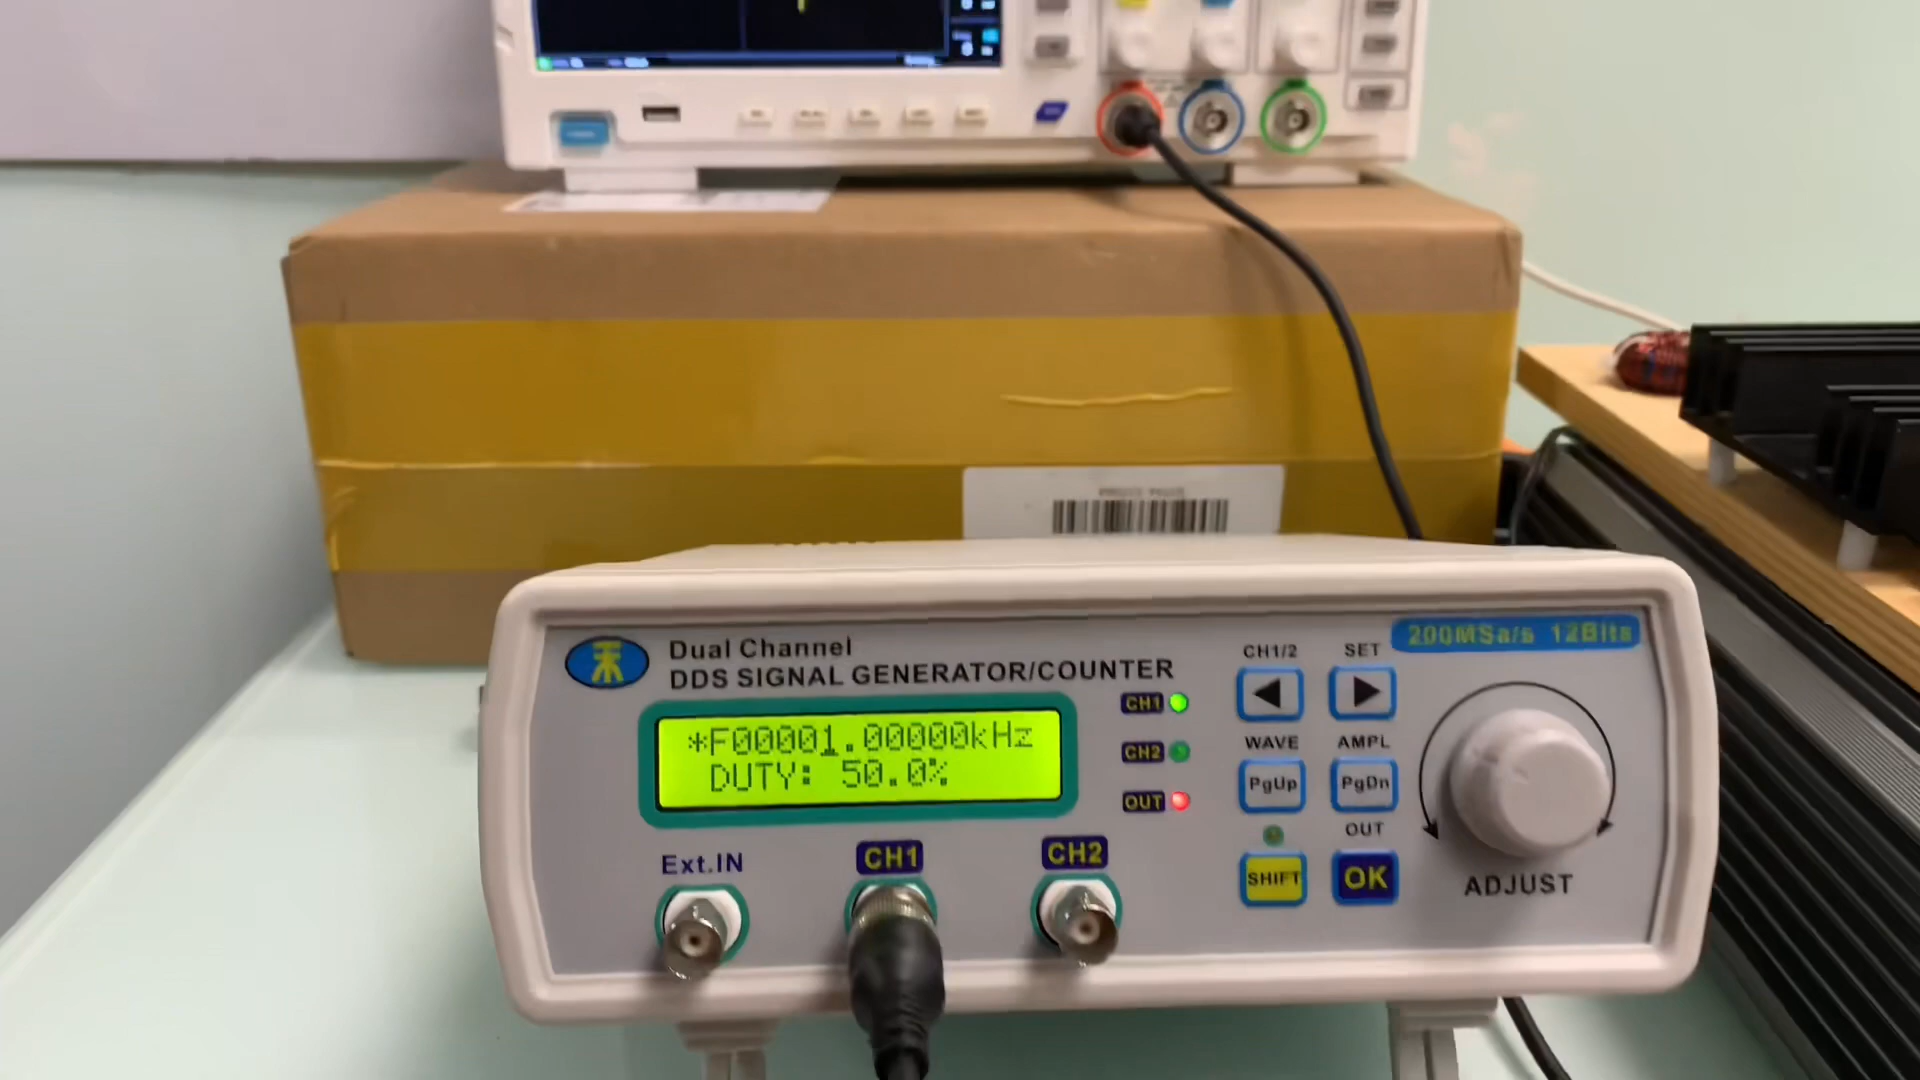 Dual Channel
DDS SIGNAL GENERATOR/COUNTER
200MSa/s 12Bits
CH1/2
SET
CH1
*F00001.00000kHz
DUTY: 50.0%
CH2
WAVE
AMPL
PgUp
PgDn
OUT
OUT
Ext.IN
CH1
CH2
SHIFT
OK
ADJUST